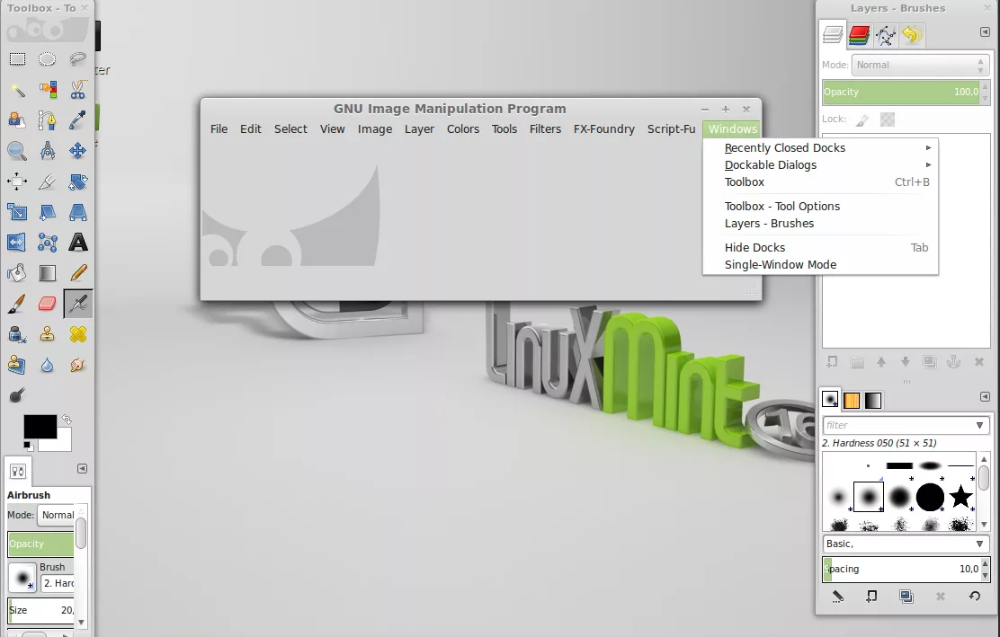 Toolbox - To
ter
e
Airbrush
Mode: Normal
Opacity
Brush
2. Hard
Size 20,
GNU Image Manipulation Program
File Edit Select View Image Layer Colors Tools Filters FX-Foundry Script-Fu Windows
Recently Closed Docks
Dockable Dialogs
Toolbox Ctrl+B
Toolbox - Tool Options
Layers - Brushes
Hide Docks Tab
Single-Window Mode
LinuxMint 16
Layers - Brushes
Mode: Normal
Opacity 100,0
Lock:
filter
2. Hardness 050 (51 × 51)
Basic,
Spacing 10,0